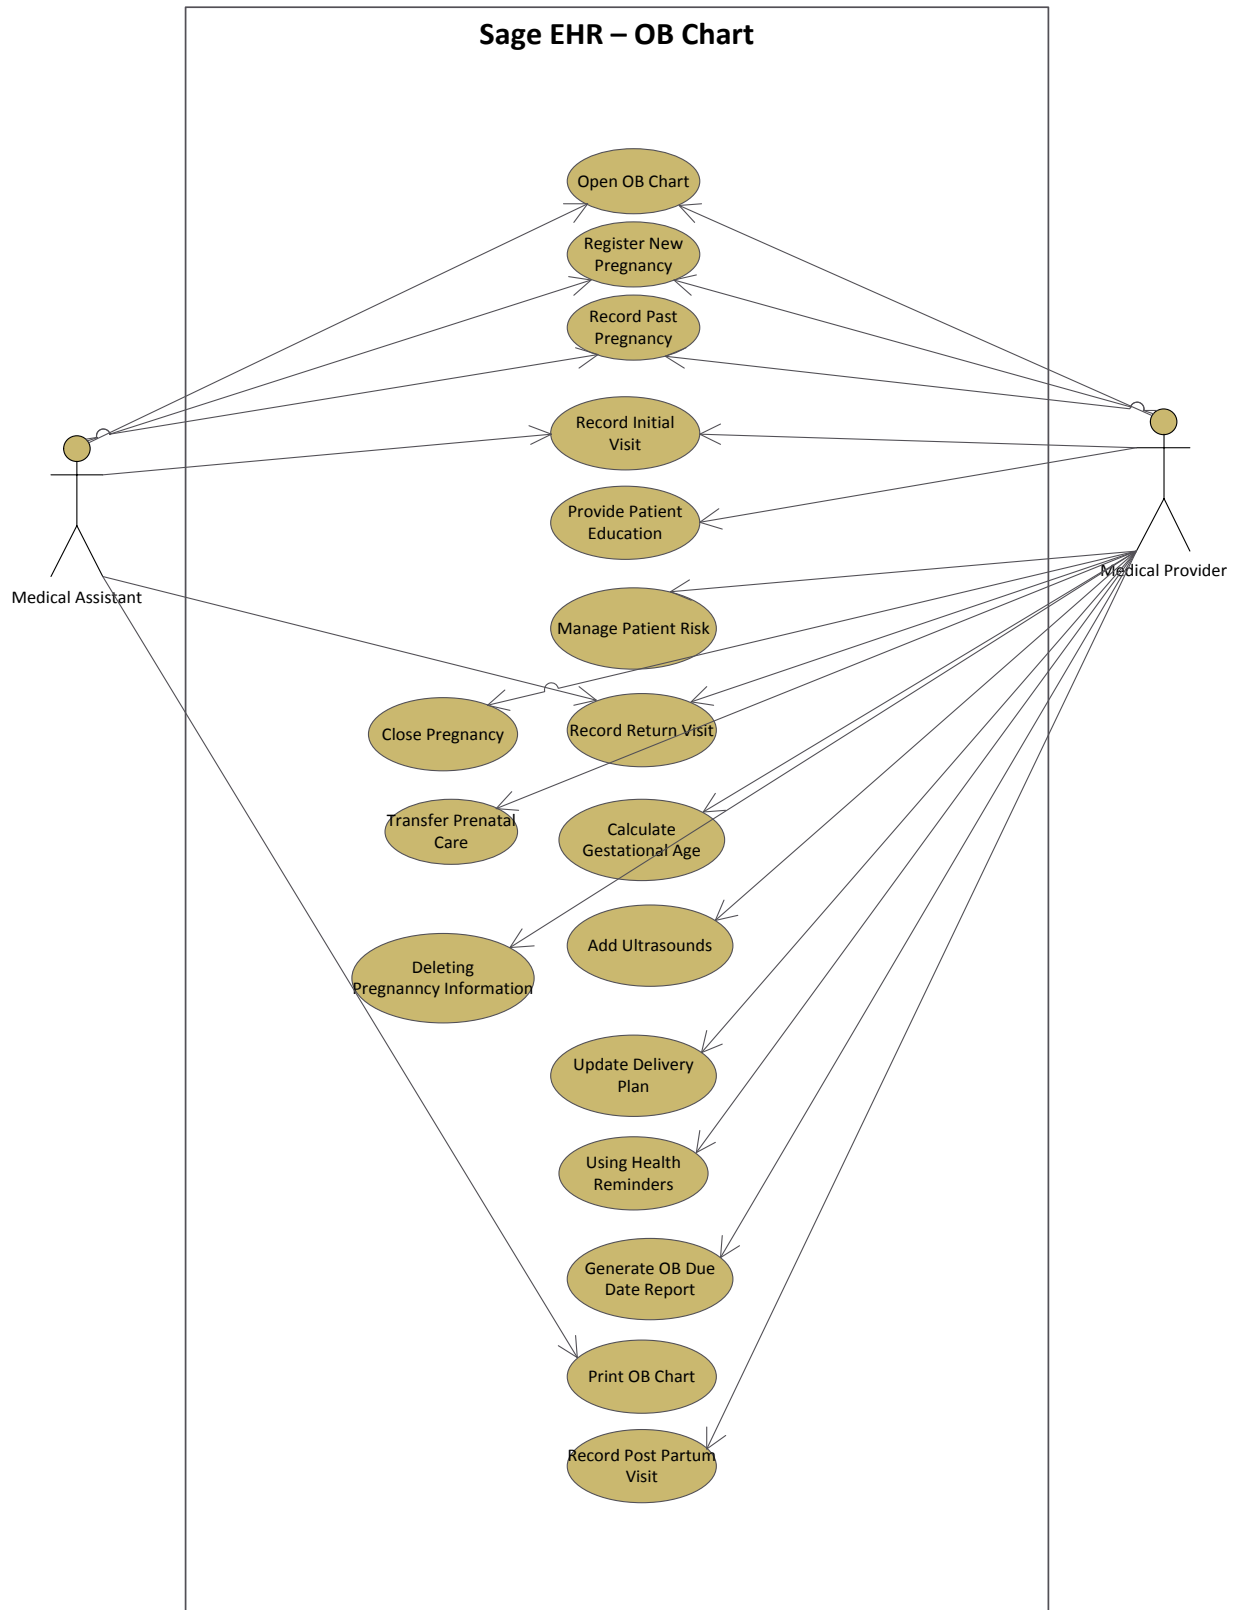 Sage EHR – OB Chart
Open OB Chart
Register New
Pregnancy
Record Past
Pregnancy
Record Initial
Visit
Provide Patient
Education
Medical Provider
Medical Assistant
Manage Patient Risk
Close Pregnancy
Record Return Visit
Transfer Prenatal
Care
Calculate
Gestational Age
Add Ultrasounds
Deleting
Pregnanncy Information
Update Delivery
Plan
Using Health
Reminders
Generate OB Due
Date Report
Print OB Chart
Record Post Partum
Visit